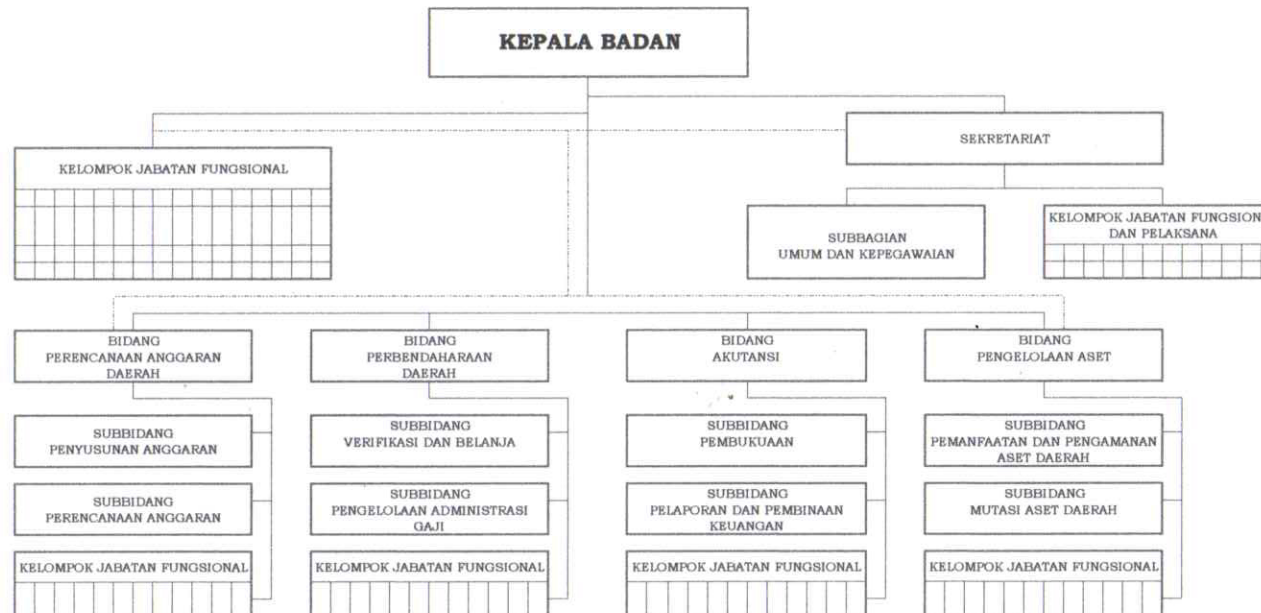 KEPALA BADAN
SEKRETARIAT
KELOMPOK JABATAN FUNGSIONAL
SUBBAGIAN
UMUM DAN KEPEGAWAIAN
KELOMPOK JABATAN FUNGSION
DAN PELAKSANA
BIDANG
PERENCANAAN ANGGARAN
DAERAH
BIDANG
PERBENDAHARAAN
DAERAH
BIDANG
AKUTANSI
BIDANG
PENGELOLAAN ASET
SUBBIDANG
PENYUSUNAN ANGGARAN
SUBBIDANG
VERIFIKASI DAN BELANJA
SUBBIDANG
PEMBUKUAAN
SUBBIDANG
PEMANFAATAN DAN PENGAMANAN
ASET DAERAH
SUBBIDANG
PERENCANAAN ANGGARAN
SUBBIDANG
PENGELOLAAN ADMINISTRASI
GAJI
SUBBIDANG
PELAPORAN DAN PEMBINAAN
KEUANGAN
SUBBIDANG
MUTASI ASET DAERAH
KELOMPOK JABATAN FUNGSIONAL
KELOMPOK JABATAN FUNGSIONAL
KELOMPOK JABATAN FUNGSIONAL
KELOMPOK JABATAN FUNGSIONAL